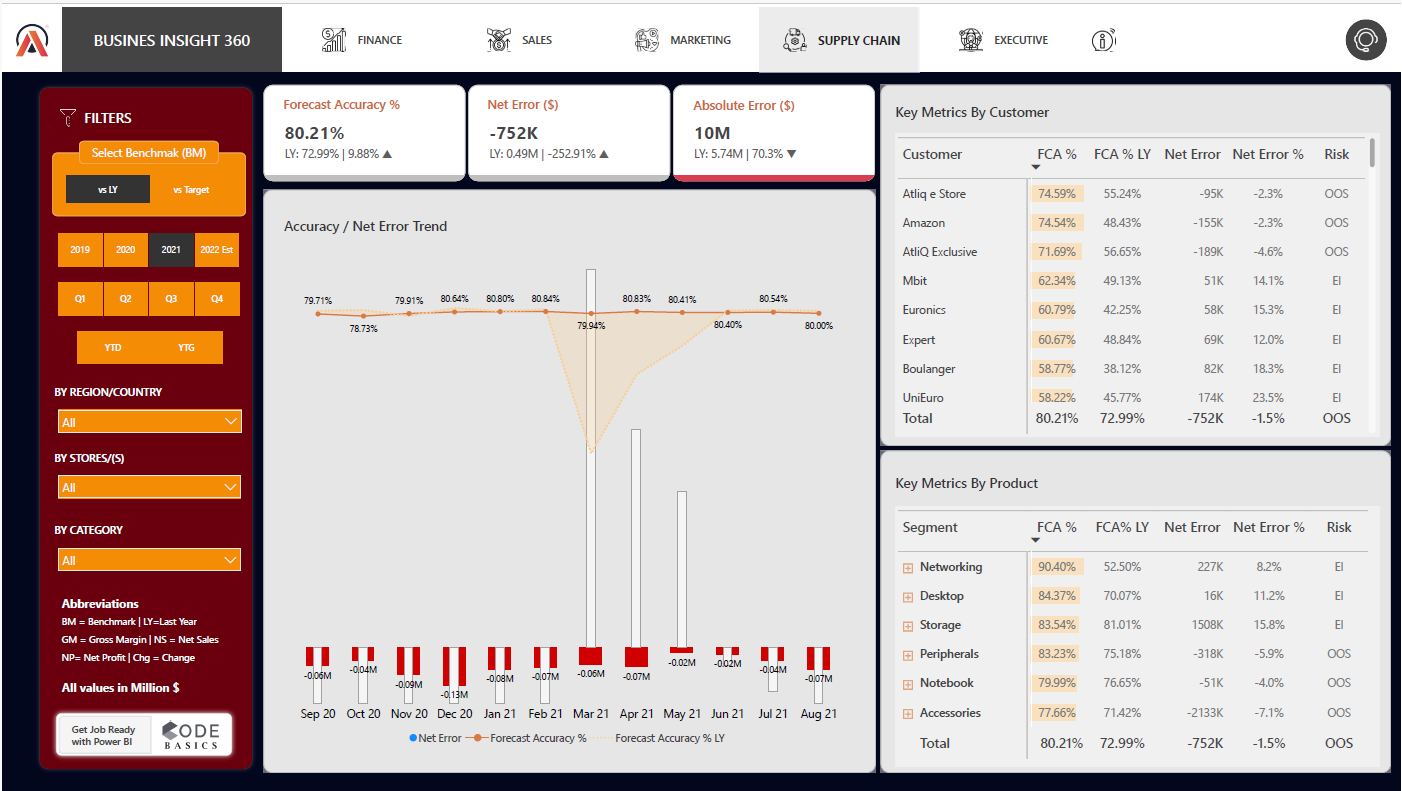 BUSINES INSIGHT 360
FINANCE
SALES
MARKETING
SUPPLY CHAIN
EXECUTIVE
FILTERS
Select Benchmak (BM)
vs LY
vs Target
2019 2020 2021 2022 Est
Q1 Q2 Q3 Q4
YTD YTG
BY REGION/COUNTRY
All
BY STORES/(S)
All
BY CATEGORY
All
Abbreviations
BM = Benchmark | LY=Last Year
GM = Gross Margin | NS = Net Sales
NP= Net Profit | Chg = Change
All values in Million $
Get Job Ready
with Power BI
CODE
BASICS
Forecast Accuracy %
80.21%
LY: 72.99% | 9.88% ▲
Net Error ($)
-752K
LY: 0.49M | -252.91% ▲
Absolute Error ($)
10M
LY: 5.74M | 70.3% ▼
Accuracy / Net Error Trend
79.71% 78.73% 79.91% 80.64% 80.80% 80.84% 79.94% 80.83% 80.41% 80.40% 80.54% 80.00%
-0.06M -0.04M -0.09M -0.13M -0.08M -0.07M -0.06M -0.07M -0.02M -0.02M -0.04M -0.07M
Sep 20 Oct 20 Nov 20 Dec 20 Jan 21 Feb 21 Mar 21 Apr 21 May 21 Jun 21 Jul 21 Aug 21
Net Error Forecast Accuracy % Forecast Accuracy % LY
Key Metrics By Customer
Customer FCA % FCA % LY Net Error Net Error % Risk
Atliq e Store 74.59% 55.24% -95K -2.3% OOS
Amazon 74.54% 48.43% -155K -2.3% OOS
AtliQ Exclusive 71.69% 56.65% -189K -4.6% OOS
Mbit 62.34% 49.13% 51K 14.1% EI
Euronics 60.79% 42.25% 58K 15.3% EI
Expert 60.67% 48.84% 69K 12.0% EI
Boulanger 58.77% 38.12% 82K 18.3% EI
UniEuro 58.22% 45.77% 174K 23.5% EI
Total 80.21% 72.99% -752K -1.5% OOS
Key Metrics By Product
Segment FCA % FCA% LY Net Error Net Error % Risk
Networking 90.40% 52.50% 227K 8.2% EI
Desktop 84.37% 70.07% 16K 11.2% EI
Storage 83.54% 81.01% 1508K 15.8% EI
Peripherals 83.23% 75.18% -318K -5.9% OOS
Notebook 79.99% 76.65% -51K -4.0% OOS
Accessories 77.66% 71.42% -2133K -7.1% OOS
Total 80.21% 72.99% -752K -1.5% OOS